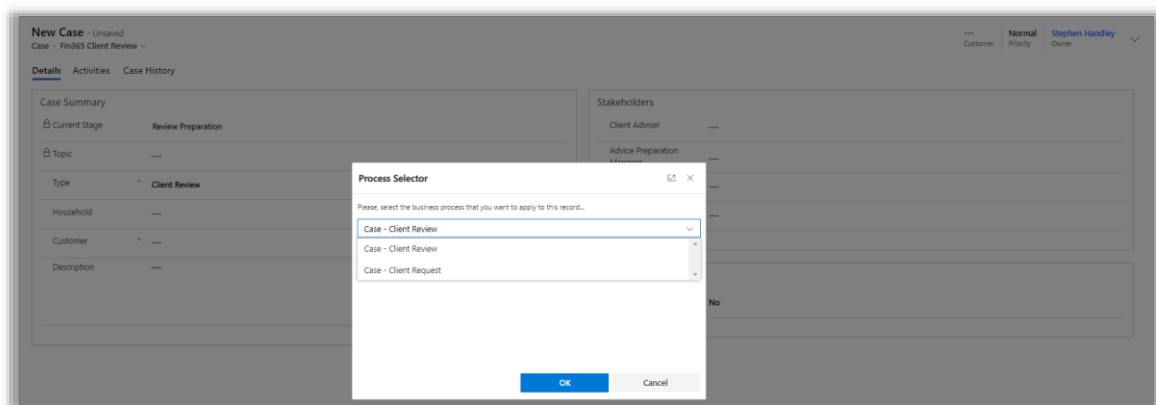 New Case - Unsaved
Case · Fin365 Client Review
--- Customer
Normal Priority
Stephen Handley Owner
Details Activities Case History
Case Summary
Current Stage Review Preparation
Topic ---
Type * Client Review
Household ---
Customer * ---
Description ---
Stakeholders
Client Adviser ---
Advice Preparation Manager ---
---
---
No
Process Selector
Please, select the business process that you want to apply to this record...
Case - Client Review
Case - Client Review
Case - Client Request
OK Cancel